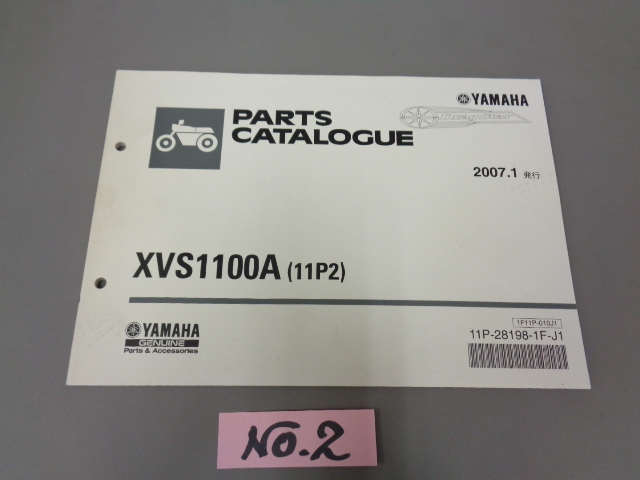 YAMAHA
PARTS
CATALOGUE
2007.1 発行
XVS1100A (11P2)
YAMAHA
GENUINE
Parts & Accessories
1F11P-010J1
11P-28198-1F-J1
NO.2